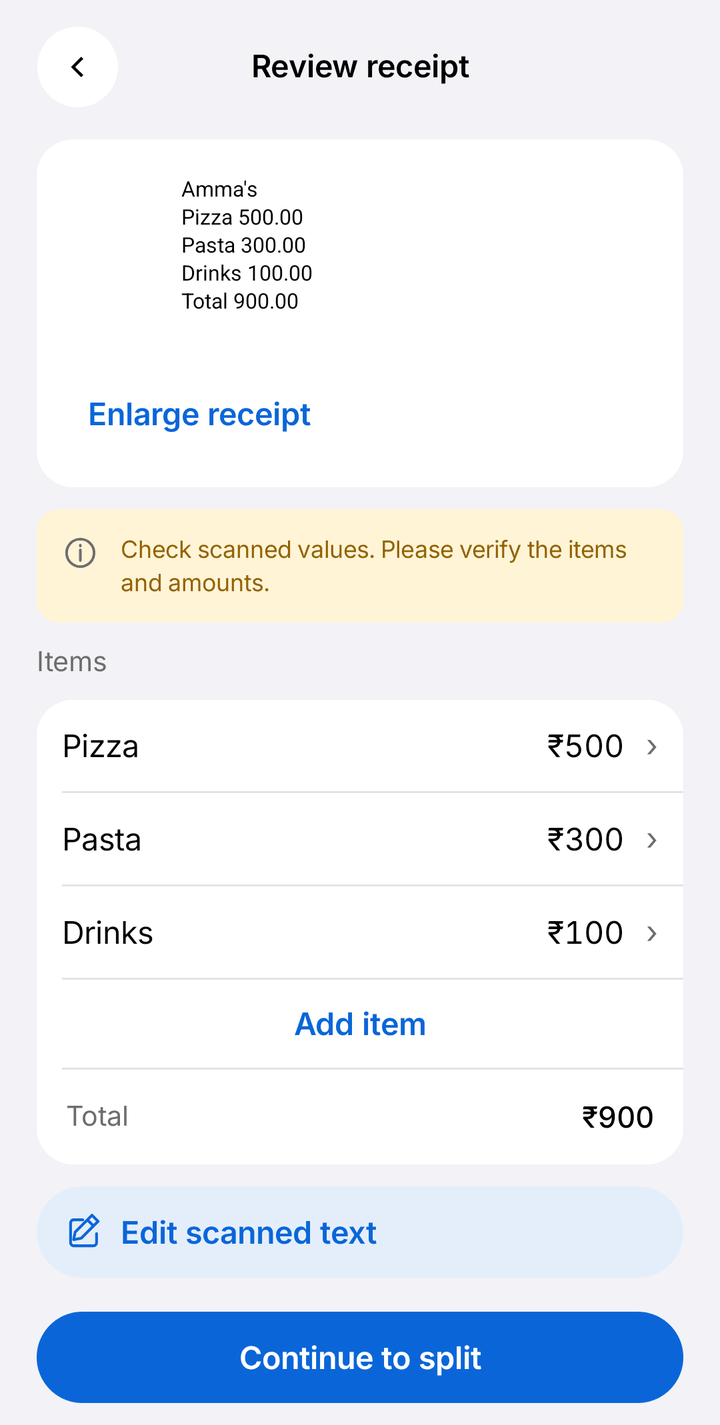 Review receipt
Amma's
Pizza 500.00
Pasta 300.00
Drinks 100.00
Total 900.00
Enlarge receipt
Check scanned values. Please verify the items
and amounts.
Items
Pizza ₹500
Pasta ₹300
Drinks ₹100
Add item
Total ₹900
Edit scanned text
Continue to split